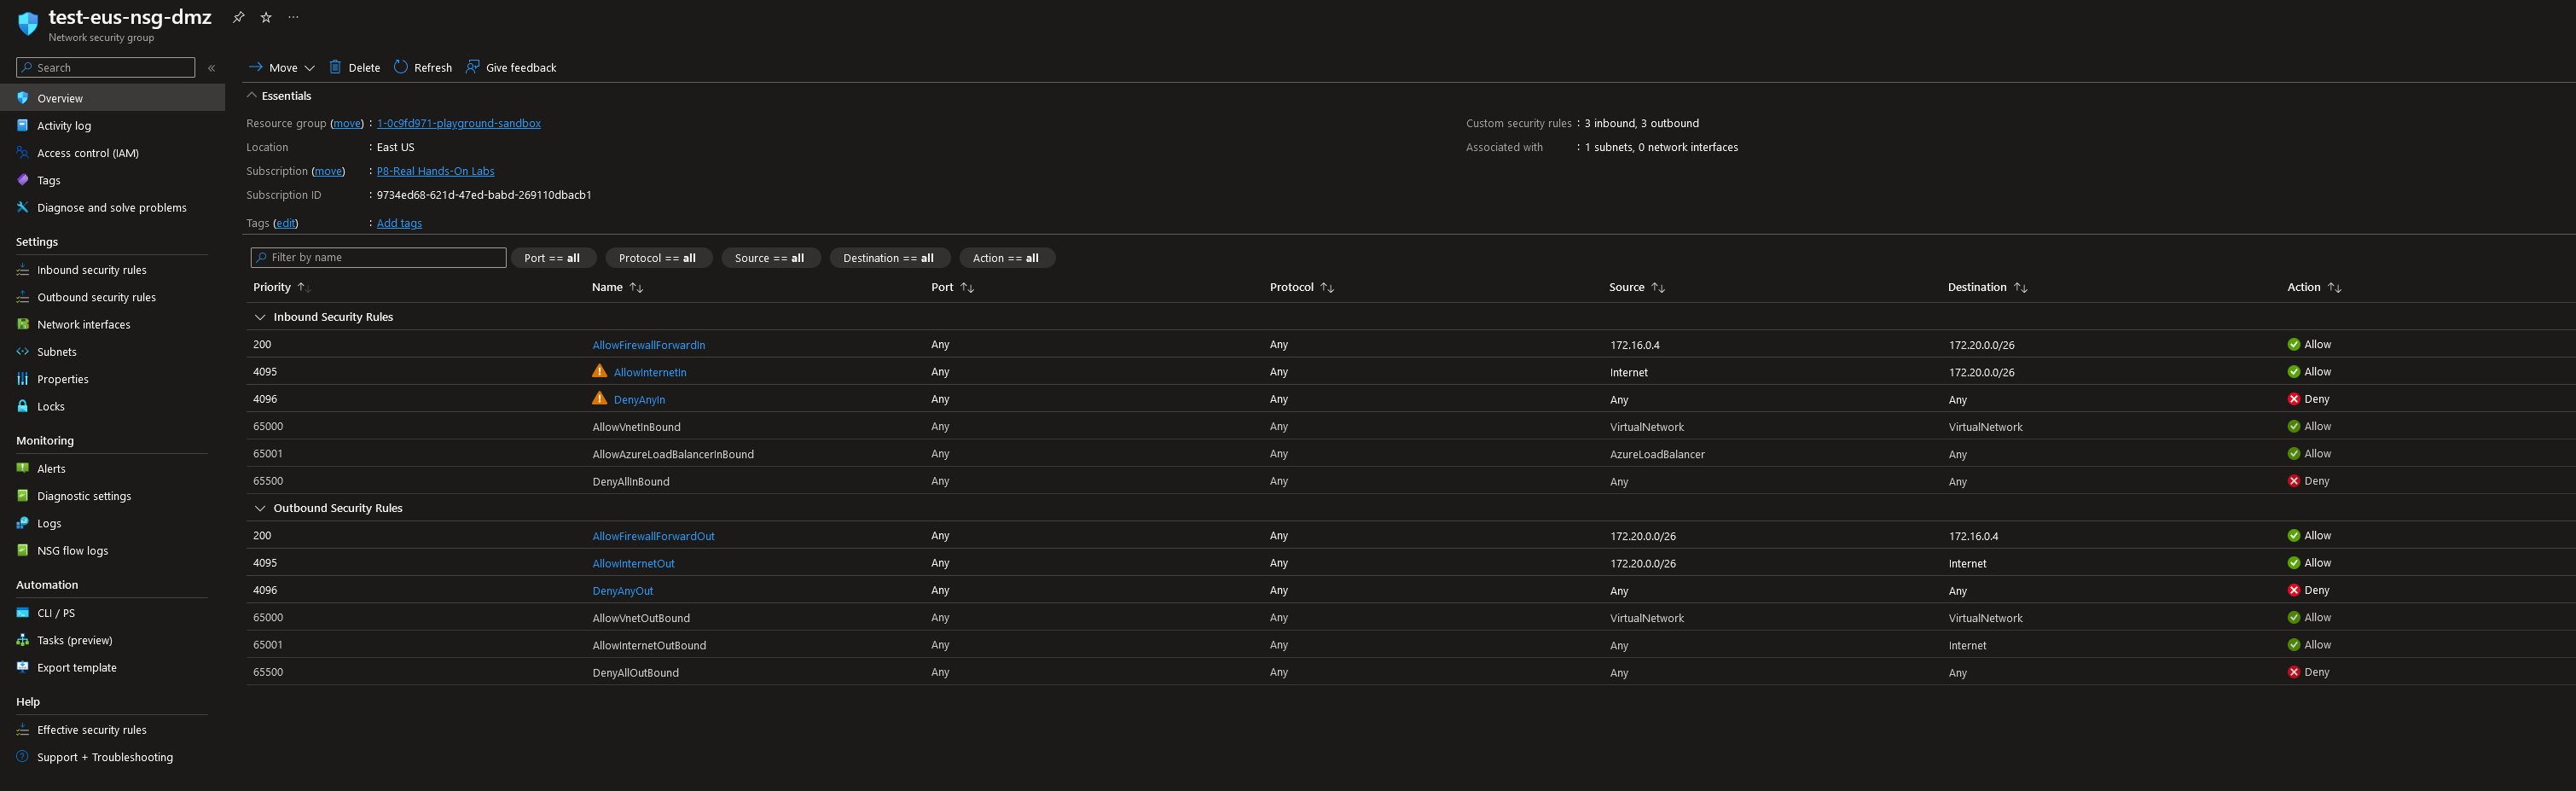 test-eus-nsg-dmz
Network security group
Search
Overview
Activity log
Access control (IAM)
Tags
Diagnose and solve problems
Settings
Inbound security rules
Outbound security rules
Network interfaces
Subnets
Properties
Locks
Monitoring
Alerts
Diagnostic settings
Logs
NSG flow logs
Automation
CLI / PS
Tasks (preview)
Export template
Help
Effective security rules
Support + Troubleshooting
Move Delete Refresh Give feedback
Essentials
Resource group (move) : 1-0c9fd971-playground-sandbox
Location : East US
Subscription (move) : P8-Real Hands-On Labs
Subscription ID : 9734ed68-621d-47ed-babd-269110dbacb1
Tags (edit) : Add tags
Custom security rules : 3 inbound, 3 outbound
Associated with : 1 subnets, 0 network interfaces
Filter by name Port == all Protocol == all Source == all Destination == all Action == all
Priority Name Port Protocol Source Destination Action
Inbound Security Rules
200 AllowFirewallForwardIn Any Any 172.16.0.4 172.20.0.0/26 Allow
4095 AllowInternetIn Any Any Internet 172.20.0.0/26 Allow
4096 DenyAnyIn Any Any Any Any Deny
65000 AllowVnetInBound Any Any VirtualNetwork VirtualNetwork Allow
65001 AllowAzureLoadBalancerInBound Any Any AzureLoadBalancer Any Allow
65500 DenyAllInBound Any Any Any Any Deny
Outbound Security Rules
200 AllowFirewallForwardOut Any Any 172.20.0.0/26 172.16.0.4 Allow
4095 AllowInternetOut Any Any 172.20.0.0/26 Internet Allow
4096 DenyAnyOut Any Any Any Any Deny
65000 AllowVnetOutBound Any Any VirtualNetwork VirtualNetwork Allow
65001 AllowInternetOutBound Any Any Any Internet Allow
65500 DenyAllOutBound Any Any Any Any Deny